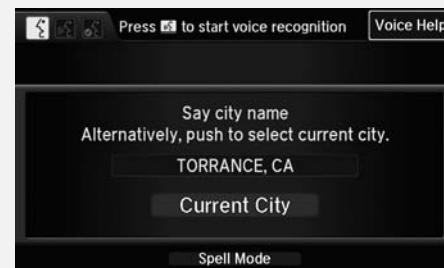 Press to start voice recognition
Voice Help
Say city name
Alternatively, push to select current city.
TORRANCE, CA
Current City
Spell Mode